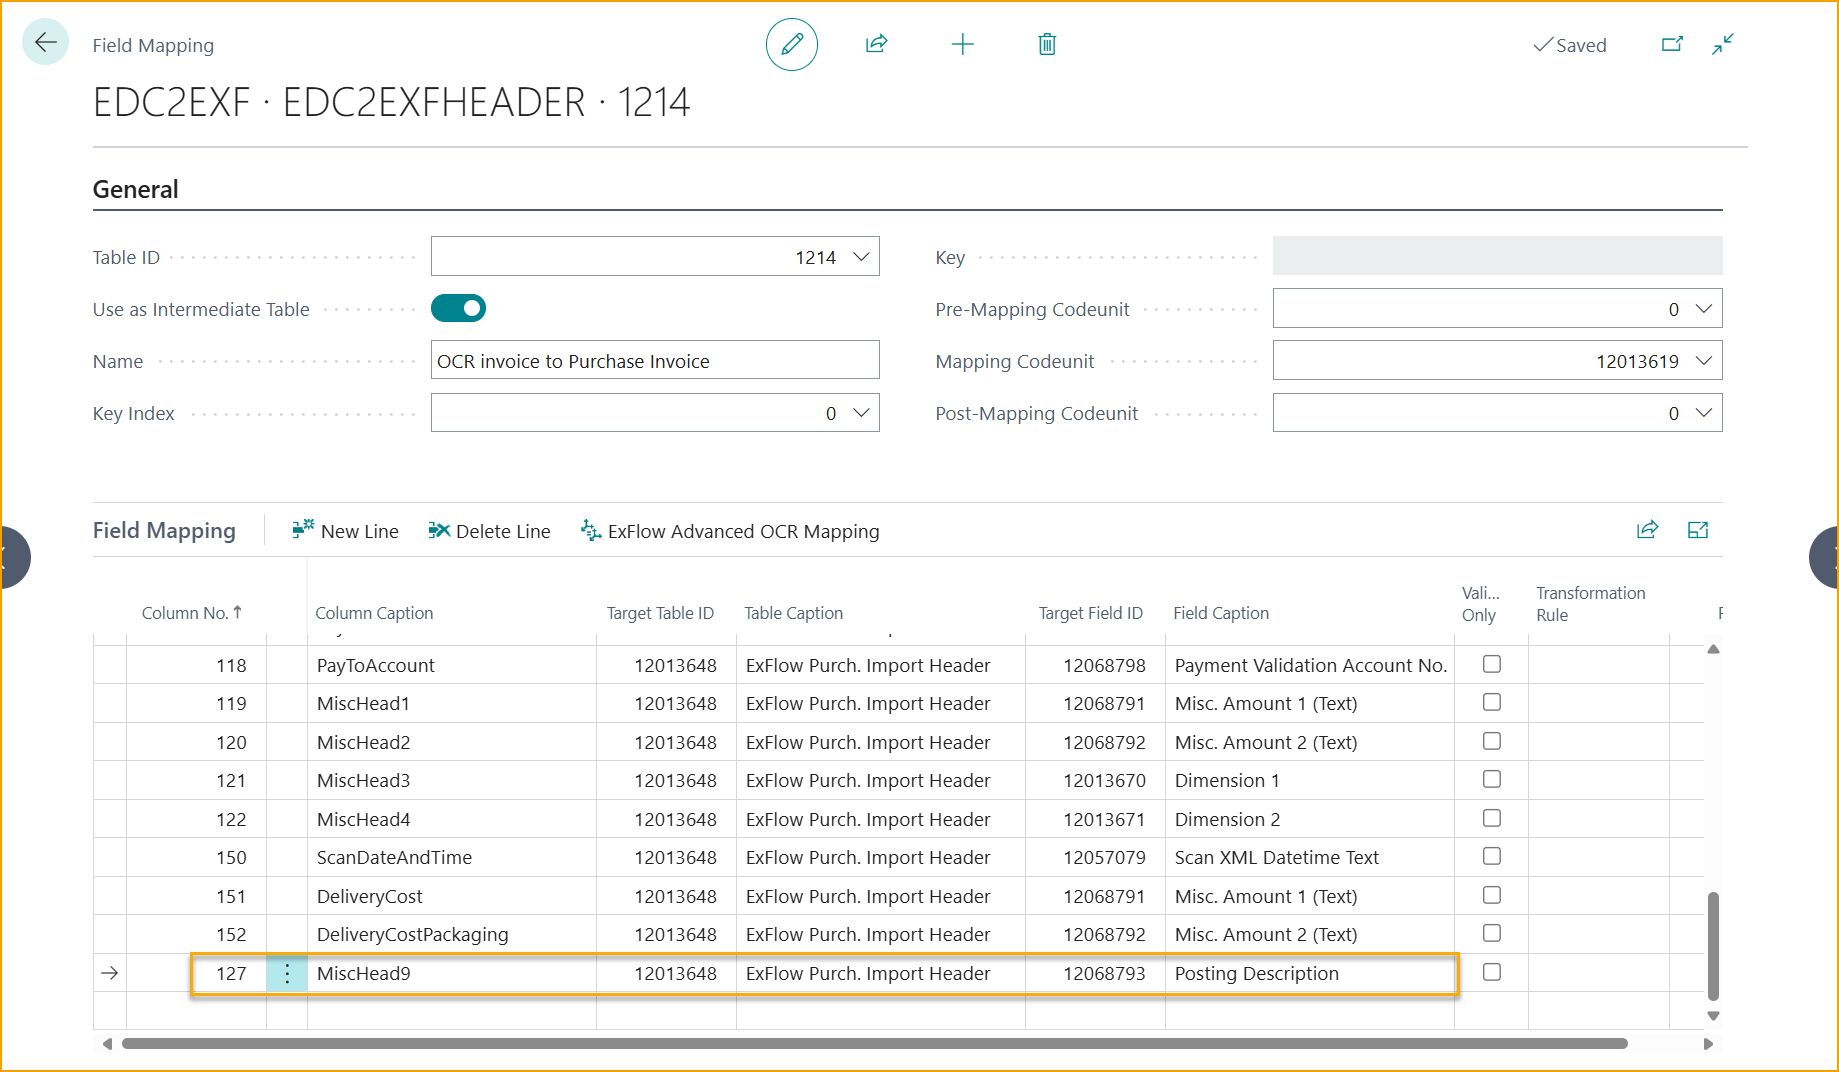 Field Mapping
Saved
EDC2EXF · EDC2EXFHEADER · 1214
General
Table ID 1214
Key
Use as Intermediate Table
Pre-Mapping Codeunit 0
Name OCR invoice to Purchase Invoice
Mapping Codeunit 12013619
Key Index 0
Post-Mapping Codeunit 0
Field Mapping New Line Delete Line ExFlow Advanced OCR Mapping
Column No.↑ Column Caption Target Table ID Table Caption Target Field ID Field Caption Vali... Only Transformation Rule
118 PayToAccount 12013648 ExFlow Purch. Import Header 12068798 Payment Validation Account No.
119 MiscHead1 12013648 ExFlow Purch. Import Header 12068791 Misc. Amount 1 (Text)
120 MiscHead2 12013648 ExFlow Purch. Import Header 12068792 Misc. Amount 2 (Text)
121 MiscHead3 12013648 ExFlow Purch. Import Header 12013670 Dimension 1
122 MiscHead4 12013648 ExFlow Purch. Import Header 12013671 Dimension 2
150 ScanDateAndTime 12013648 ExFlow Purch. Import Header 12057079 Scan XML Datetime Text
151 DeliveryCost 12013648 ExFlow Purch. Import Header 12068791 Misc. Amount 1 (Text)
152 DeliveryCostPackaging 12013648 ExFlow Purch. Import Header 12068792 Misc. Amount 2 (Text)
127 MiscHead9 12013648 ExFlow Purch. Import Header 12068793 Posting Description